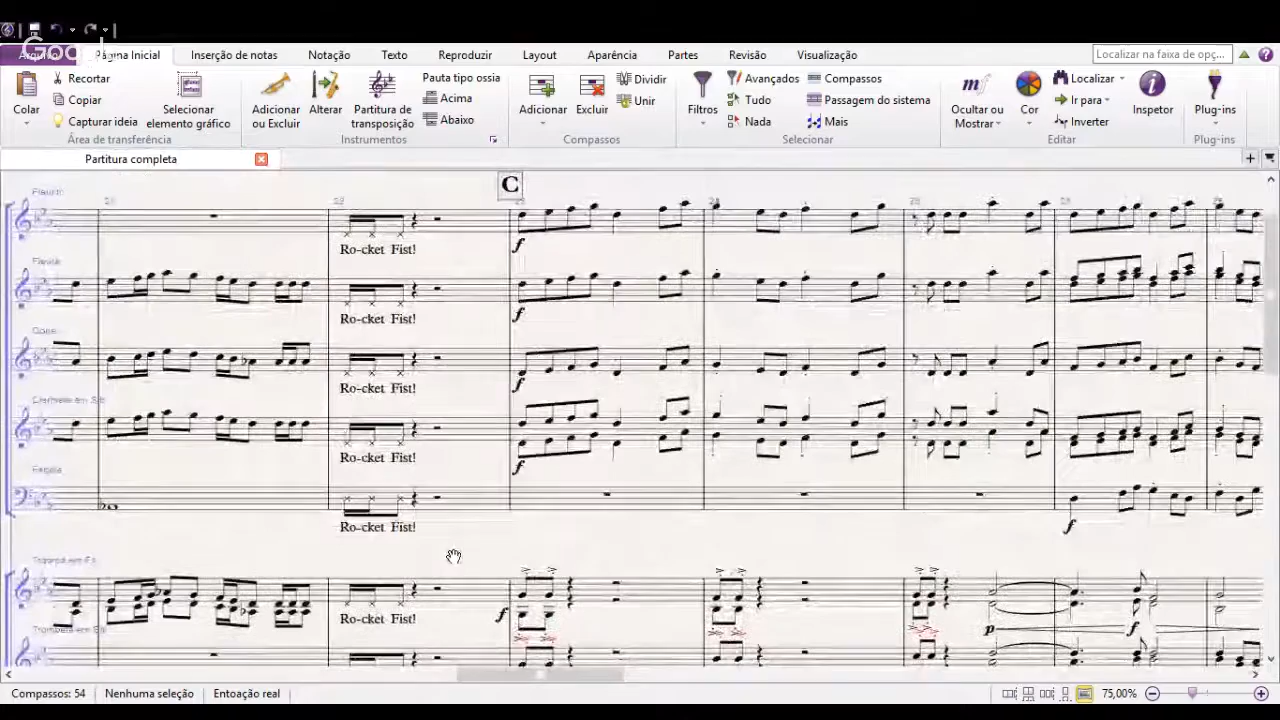 Página Inicial
Inserção de notas
Notação
Texto
Reproduzir
Layout
Aparência
Partes
Revisão
Visualização
Localizar na faixa de opç...
Colar
Recortar
Copiar
Capturar ideia
Selecionar
elemento gráfico
Área de transferência
Adicionar
ou Excluir
Alterar
Partitura de
transposição
Pauta tipo ossia
Acima
Abaixo
Instrumentos
Adicionar
Excluir
Dividir
Unir
Compassos
Filtros
Avançados
Tudo
Nada
Compassos
Passagem do sistema
Mais
Selecionar
Ocultar ou
Mostrar
Cor
Localizar
Ir para
Inverter
Editar
Inspetor
Plug-ins
Plug-ins
Partitura completa
C
Ro-cket Fist!
f
Ro-cket Fist!
f
Ro-cket Fist!
f
Ro-cket Fist!
f
Ro-cket Fist!
f
Ro-cket Fist!
f
p
f
Compassos: 54
Nenhuma seleção
Entoação real
75,00%